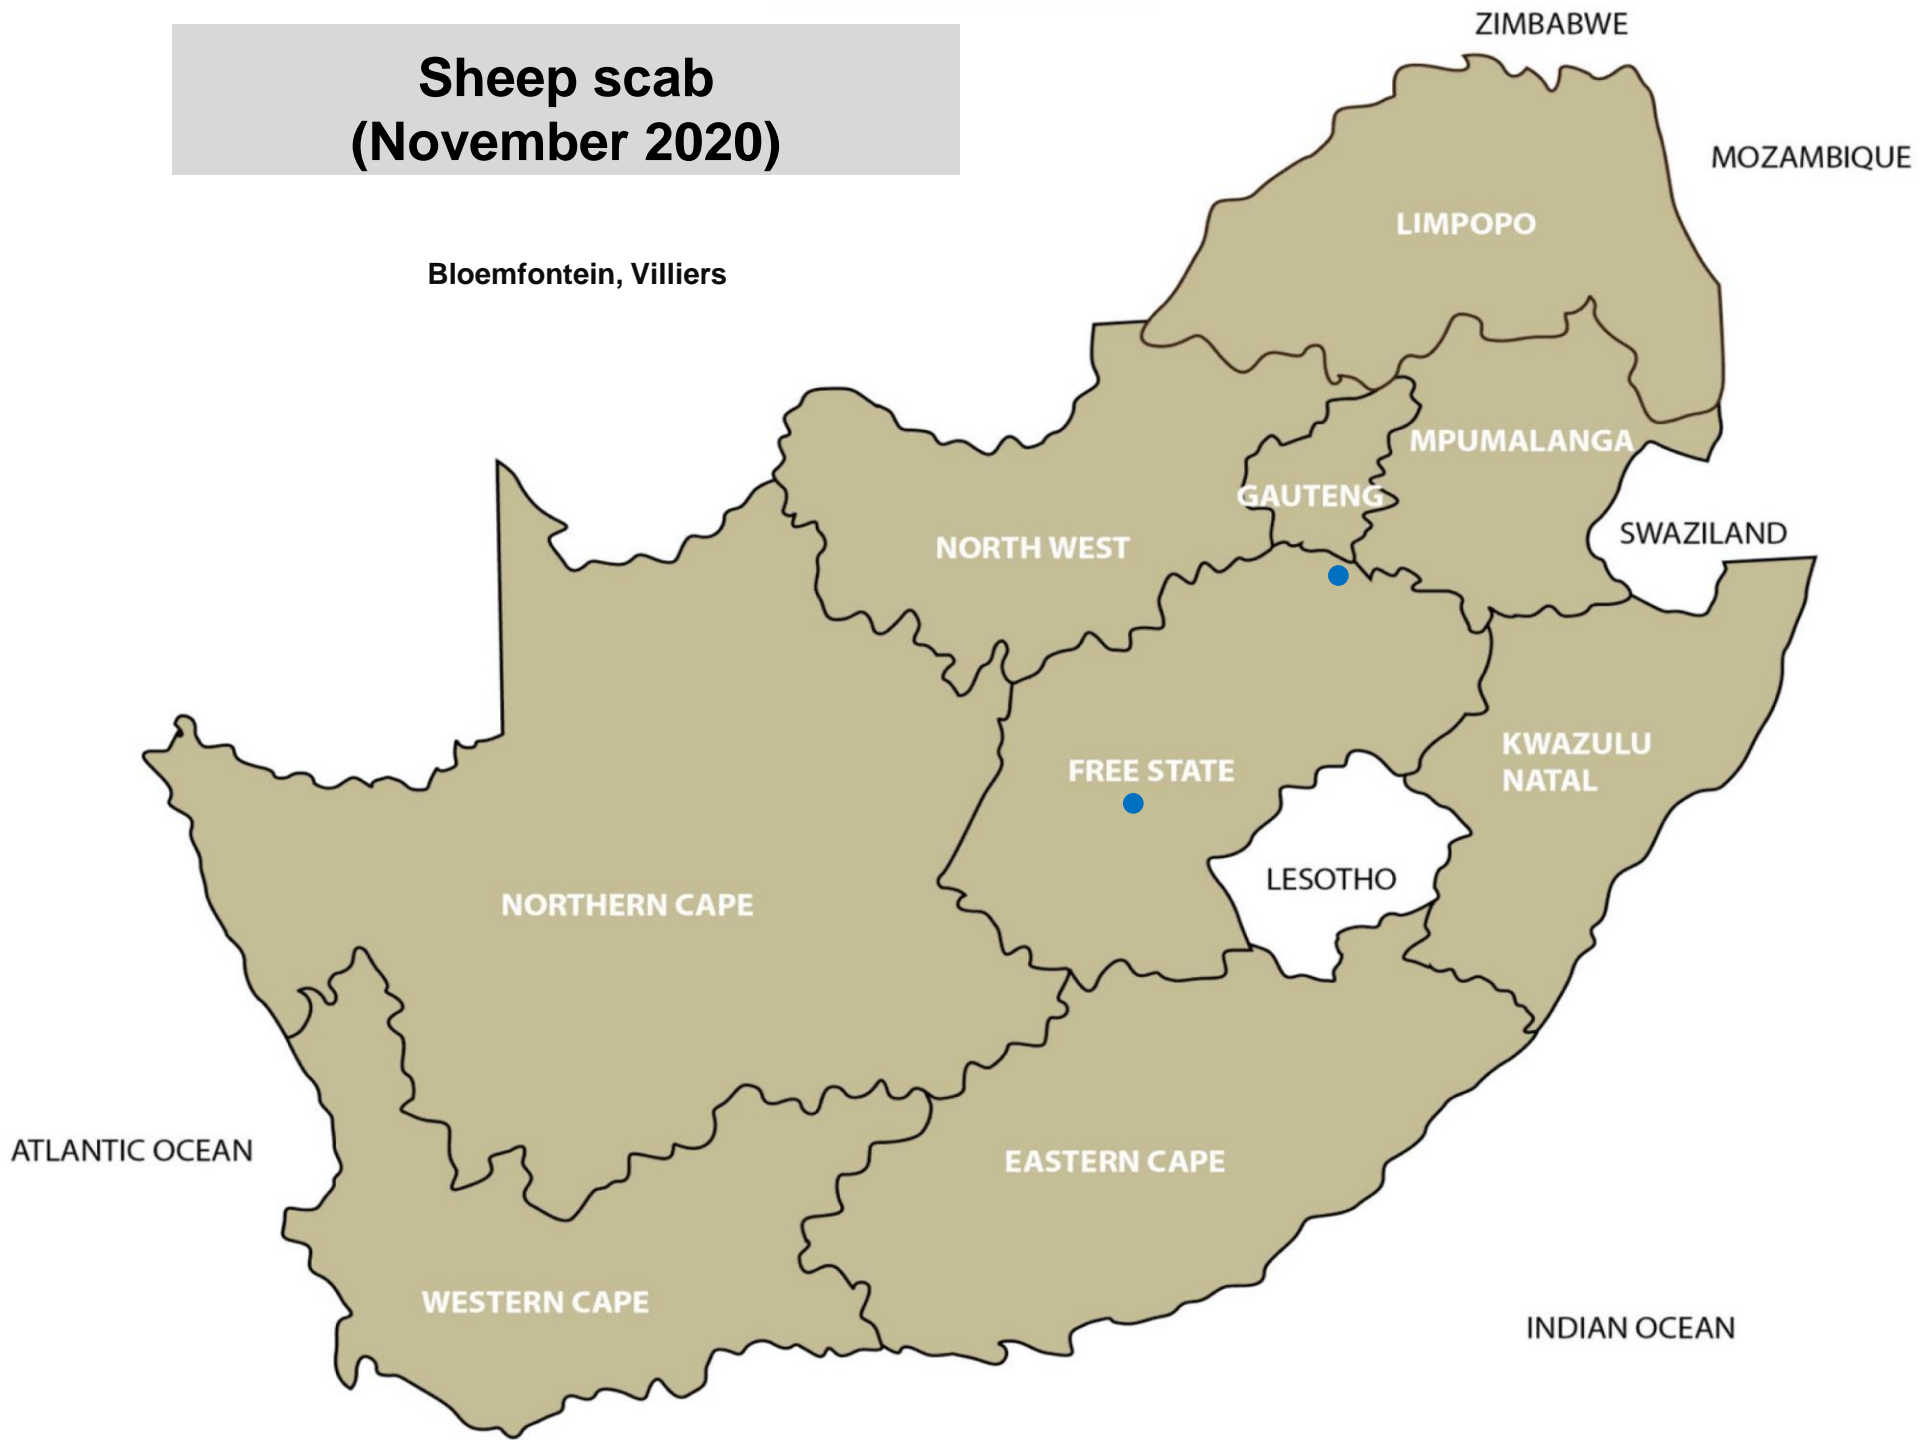 Sheep scab
(November 2020)
Bloemfontein, Villiers
ZIMBABWE
MOZAMBIQUE
LIMPOPO
MPUMALANGA
GAUTENG
SWAZILAND
NORTH WEST
KWAZULU
NATAL
FREE STATE
LESOTHO
NORTHERN CAPE
ATLANTIC OCEAN
EASTERN CAPE
WESTERN CAPE
INDIAN OCEAN